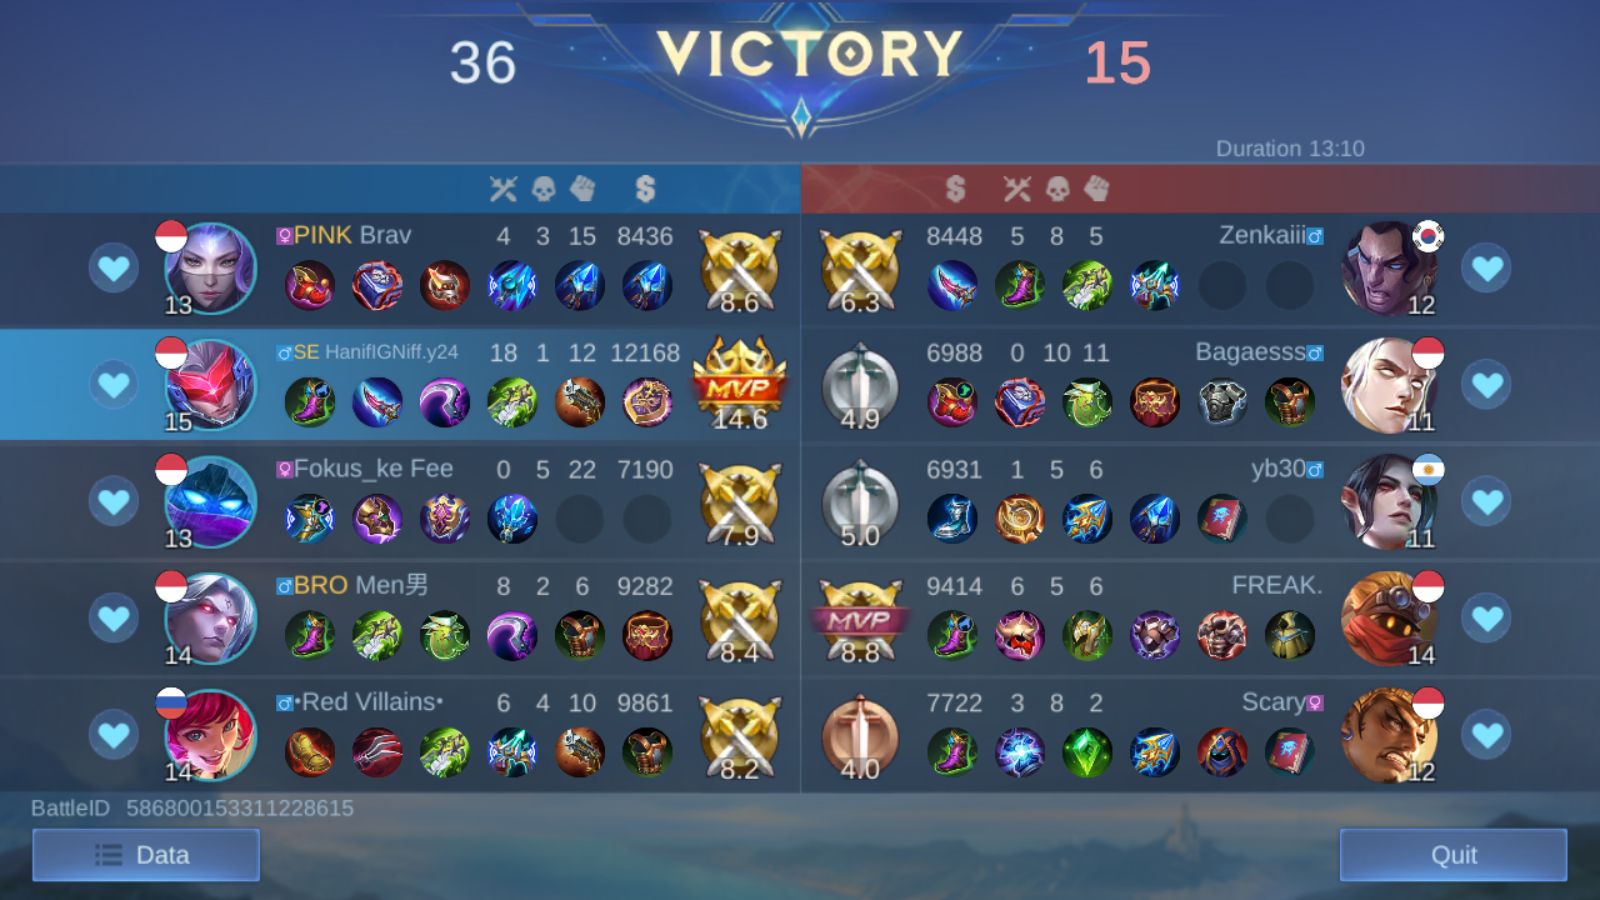 36 VICTORY 15
Duration 13:10
PINK Brav 4 3 15 8436
13 8.6
8448 5 8 5 Zenkaiii
6.3 12
SE HanifIGNiff.y24 18 1 12 12168
MVP
15 14.6
6988 0 10 11 Bagaesss
4.9 11
Fokus_ke Fee 0 5 22 7190
13 7.9
6931 1 5 6 yb30
5.0 11
BRO Men男 8 2 6 9282
14 8.4
9414 6 5 6 FREAK.
MVP
8.8 14
•Red Villains• 6 4 10 9861
14 8.2
7722 3 8 2 Scary
4.0 12
BattleID 586800153311228615
Data Quit